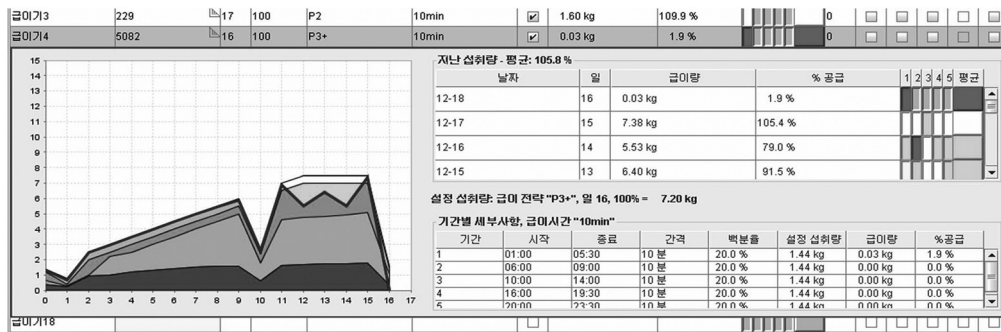 급이기3 229 17 100 P2 10min 1.60 kg 109.9 % 0
급이기4 5082 16 100 P3+ 10min 0.03 kg 1.9 % 0
15
14
13
12
11
10
9
8
7
6
5
4
3
2
1
0
0 1 2 3 4 5 6 7 8 9 10 11 12 13 14 15 16 17
지난 섭취량 - 평균: 105.8 %
날짜 일 급이량 % 공급 1 2 3 4 5 평균
12-18 16 0.03 kg 1.9 %
12-17 15 7.38 kg 105.4 %
12-16 14 5.53 kg 79.0 %
12-15 13 6.40 kg 91.5 %
설정 섭취량: 급이 전략 "P3+", 일 16, 100% = 7.20 kg
기간별 세부사항, 급이시간 "10min"
기간 시작 종료 간격 백분율 설정 섭취량 급이량 %공급
1 01:00 05:30 10 분 20.0 % 1.44 kg 0.03 kg 1.9 %
2 06:00 09:00 10 분 20.0 % 1.44 kg 0.00 kg 0.0 %
3 10:00 14:00 10 분 20.0 % 1.44 kg 0.00 kg 0.0 %
4 16:00 19:30 10 분 20.0 % 1.44 kg 0.00 kg 0.0 %
5 20:00 23:30 10 분 20.0 % 1.44 kg 0.00 kg 0.0 %
급이기18